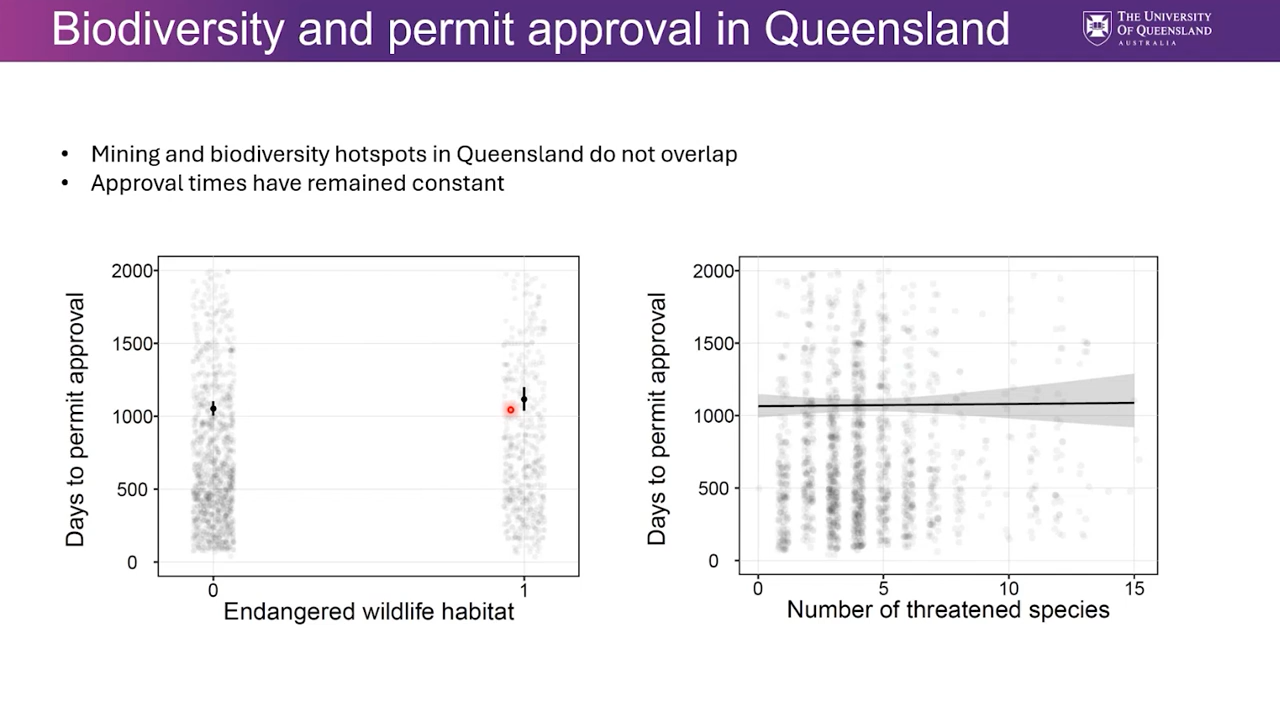 Biodiversity and permit approval in Queensland
THE UNIVERSITY
OF QUEENSLAND
AUSTRALIA
• Mining and biodiversity hotspots in Queensland do not overlap
• Approval times have remained constant
Days to permit approval
2000
1500
1000
500
0
0 1
Endangered wildlife habitat
Days to permit approval
2000
1500
1000
500
0
0 5 10 15
Number of threatened species